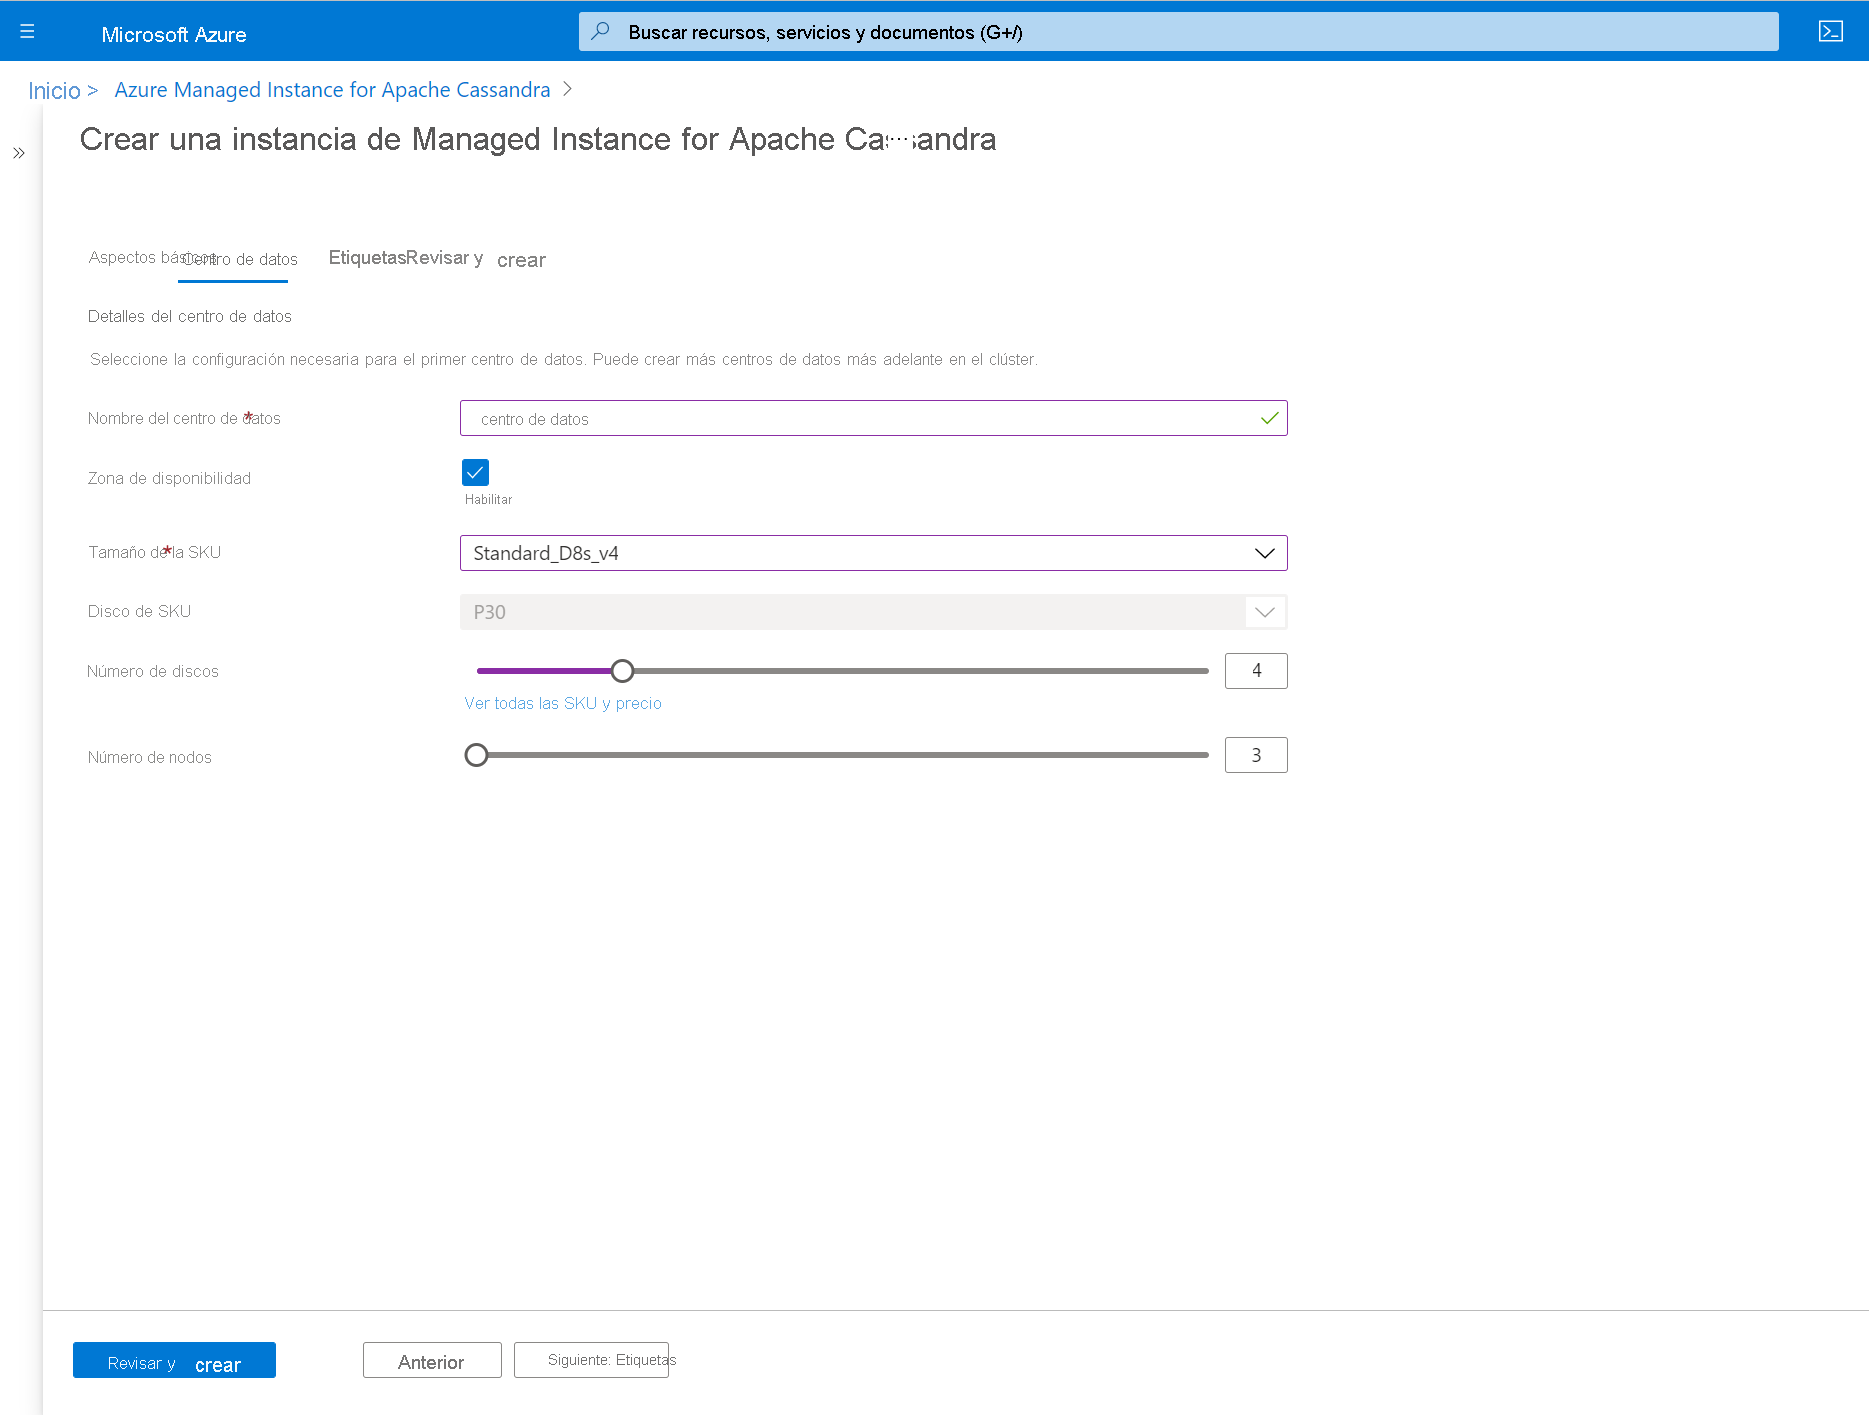 Microsoft Azure
Buscar recursos, servicios y documentos (G+/)
Inicio > Azure Managed Instance for Apache Cassandra >
Crear una instancia de Managed Instance for Apache Cassandra
Aspectos básicos Centro de datos EtiquetasRevisar y crear
Detalles del centro de datos
Seleccione la configuración necesaria para el primer centro de datos. Puede crear más centros de datos más adelante en el clúster.
Nombre del centro de datos *
centro de datos
Zona de disponibilidad
Habilitar
Tamaño de la SKU *
Standard_D8s_v4
Disco de SKU
P30
Número de discos
4
Ver todas las SKU y precio
Número de nodos
3
Revisar y crear
Anterior
Siguiente: Etiquetas